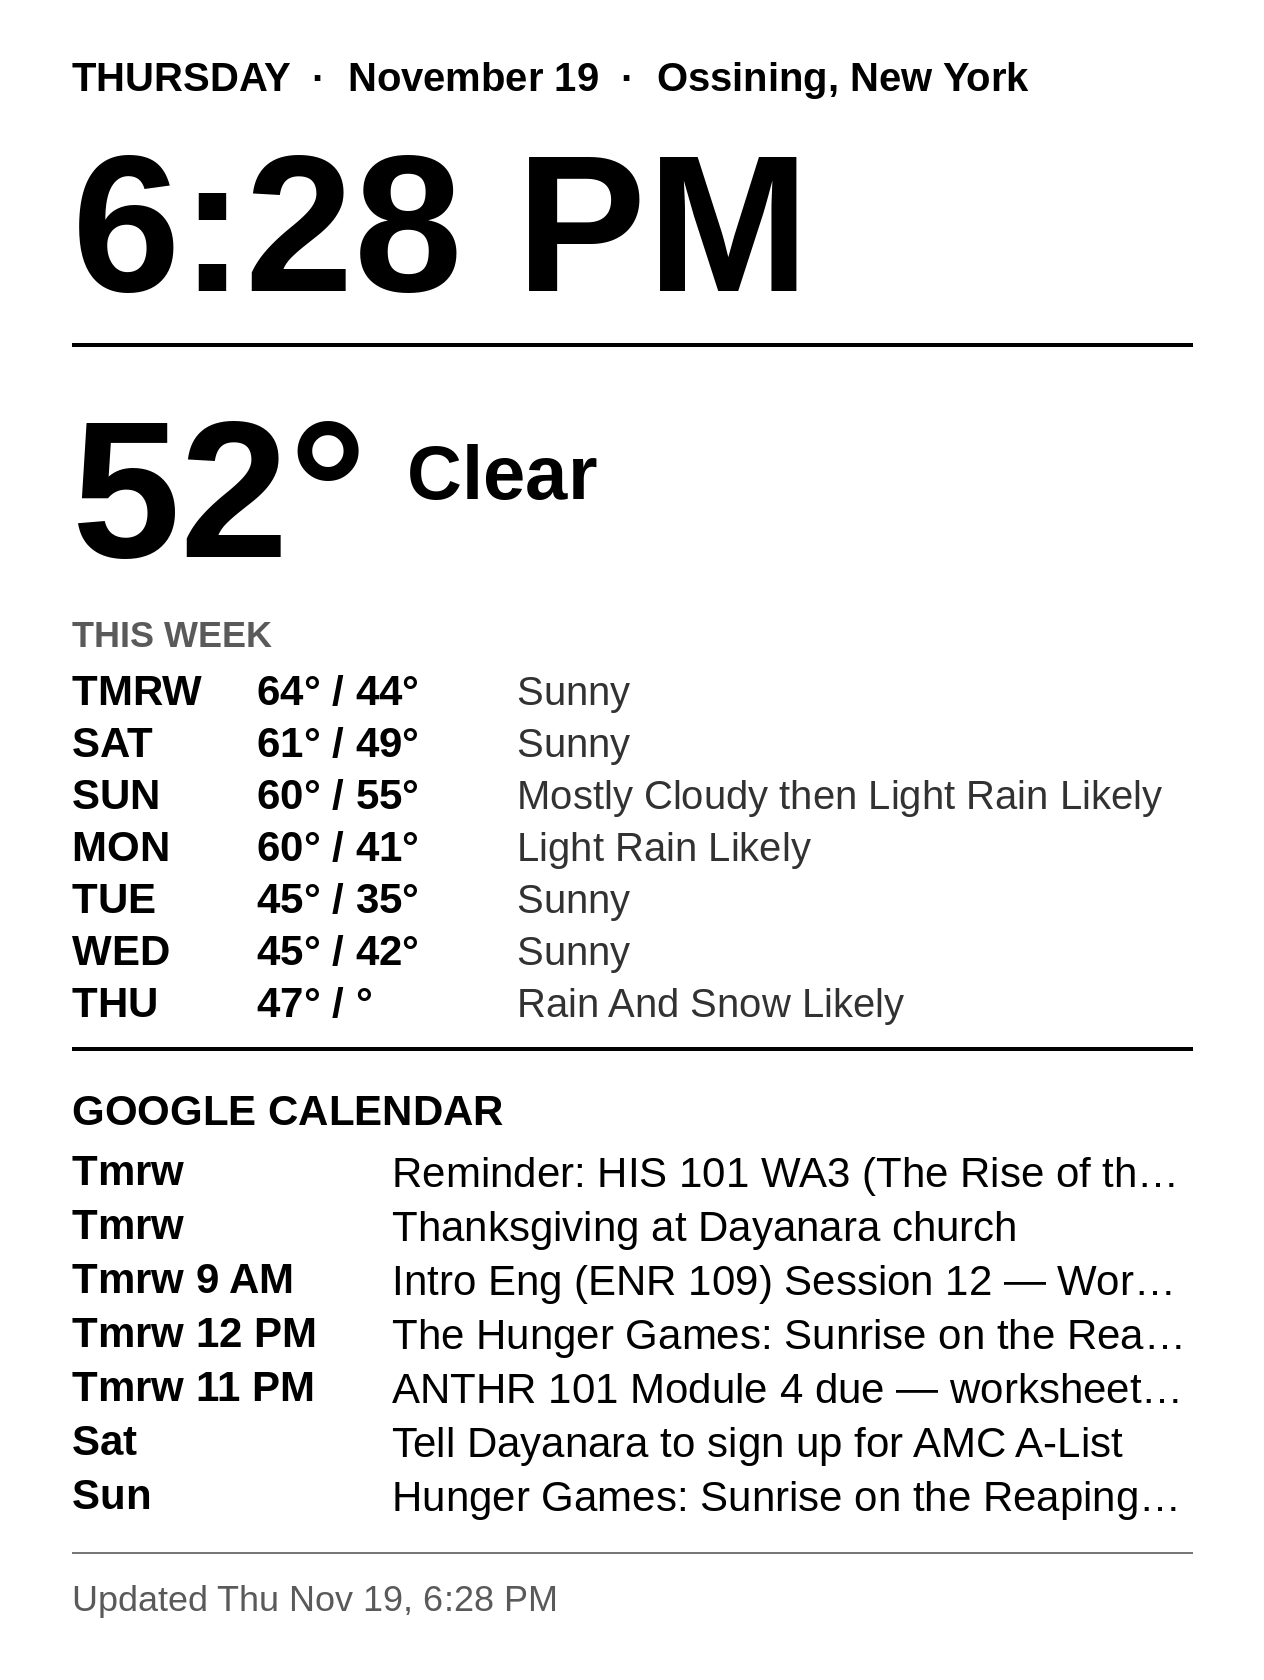 THURSDAY · November 19 · Ossining, New York
6:28 PM
52° Clear
THIS WEEK
TMRW 64° / 44° Sunny
SAT 61° / 49° Sunny
SUN 60° / 55° Mostly Cloudy then Light Rain Likely
MON 60° / 41° Light Rain Likely
TUE 45° / 35° Sunny
WED 45° / 42° Sunny
THU 47° / ° Rain And Snow Likely
GOOGLE CALENDAR
Tmrw Reminder: HIS 101 WA3 (The Rise of th…
Tmrw Thanksgiving at Dayanara church
Tmrw 9 AM Intro Eng (ENR 109) Session 12 — Wor…
Tmrw 12 PM The Hunger Games: Sunrise on the Rea…
Tmrw 11 PM ANTHR 101 Module 4 due — worksheet…
Sat Tell Dayanara to sign up for AMC A-List
Sun Hunger Games: Sunrise on the Reaping…
Updated Thu Nov 19, 6:28 PM